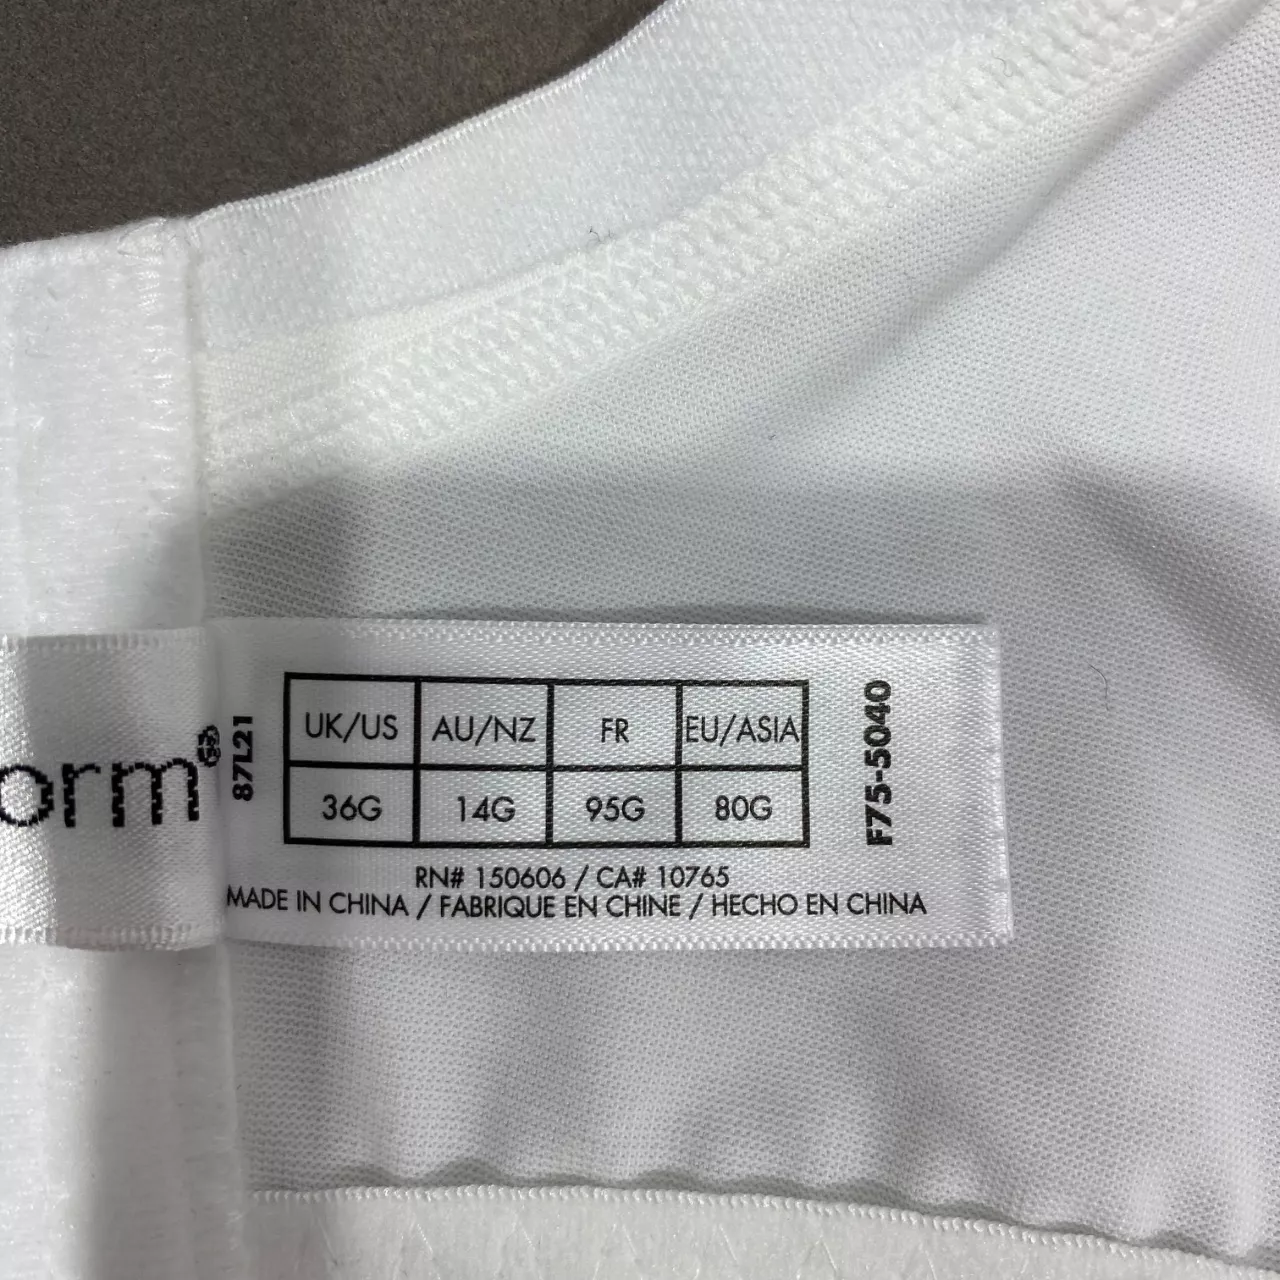 orm®
87L21
UK/US AU/NZ FR EU/ASIA
36G 14G 95G 80G
F75-5040
RN# 150606 / CA# 10765
MADE IN CHINA / FABRIQUE EN CHINE / HECHO EN CHINA